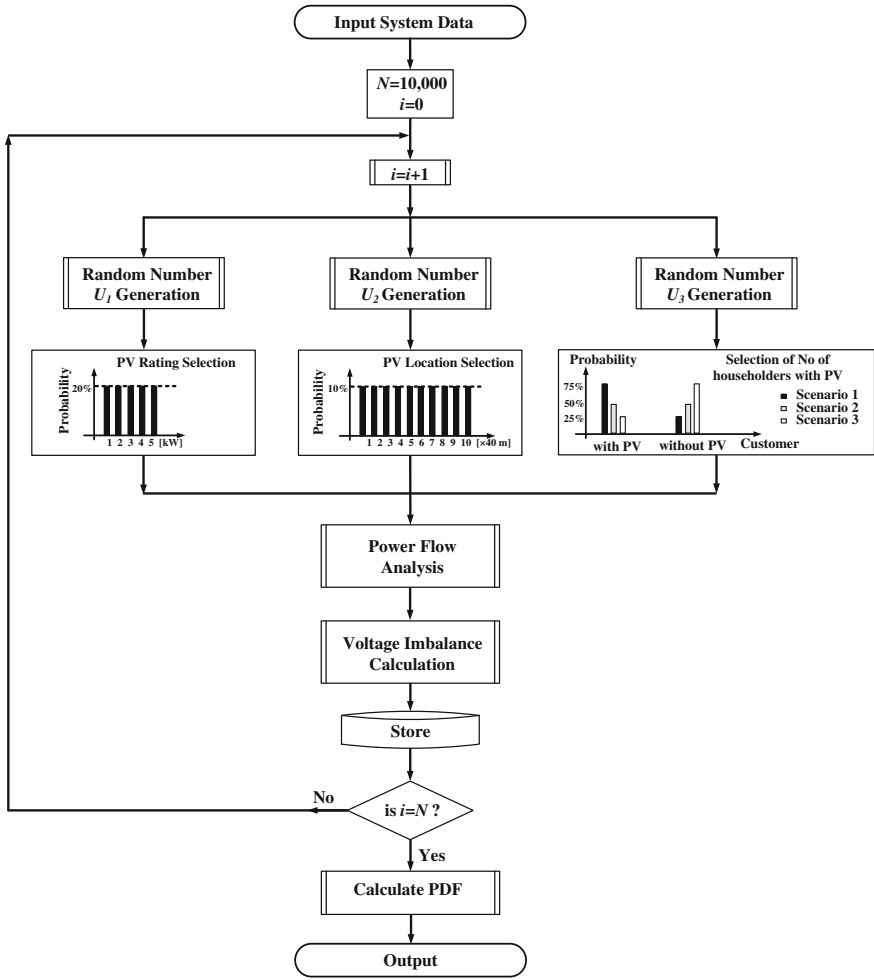 Input System Data
N=10,000
i=0
i=i+1
Random Number
U1 Generation
Random Number
U2 Generation
Random Number
U3 Generation
PV Rating Selection
Probability
20%
1 2 3 4 5 [kW]
PV Location Selection
Probability
10%
1 2 3 4 5 6 7 8 9 10 [×40 m]
Probability
Selection of No of
householders with PV
75%
50%
25%
Scenario 1
Scenario 2
Scenario 3
with PV without PV Customer
Power Flow
Analysis
Voltage Imbalance
Calculation
Store
is i=N ?
No
Yes
Calculate PDF
Output